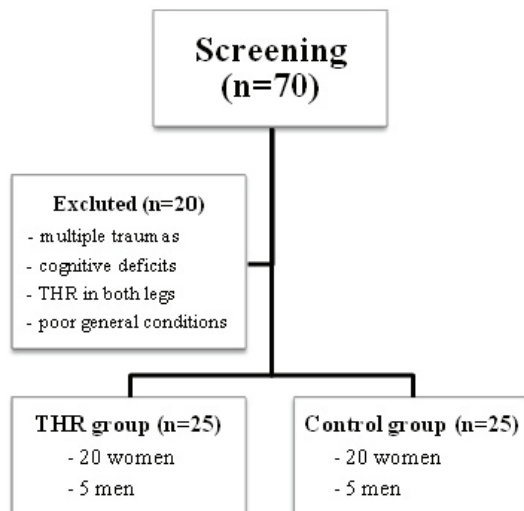 Screening
(n=70)
Excluted (n=20)
- multiple traumas
- cognitive deficits
- THR in both legs
- poor general conditions
THR group (n=25)
- 20 women
- 5 men
Control group (n=25)
- 20 women
- 5 men